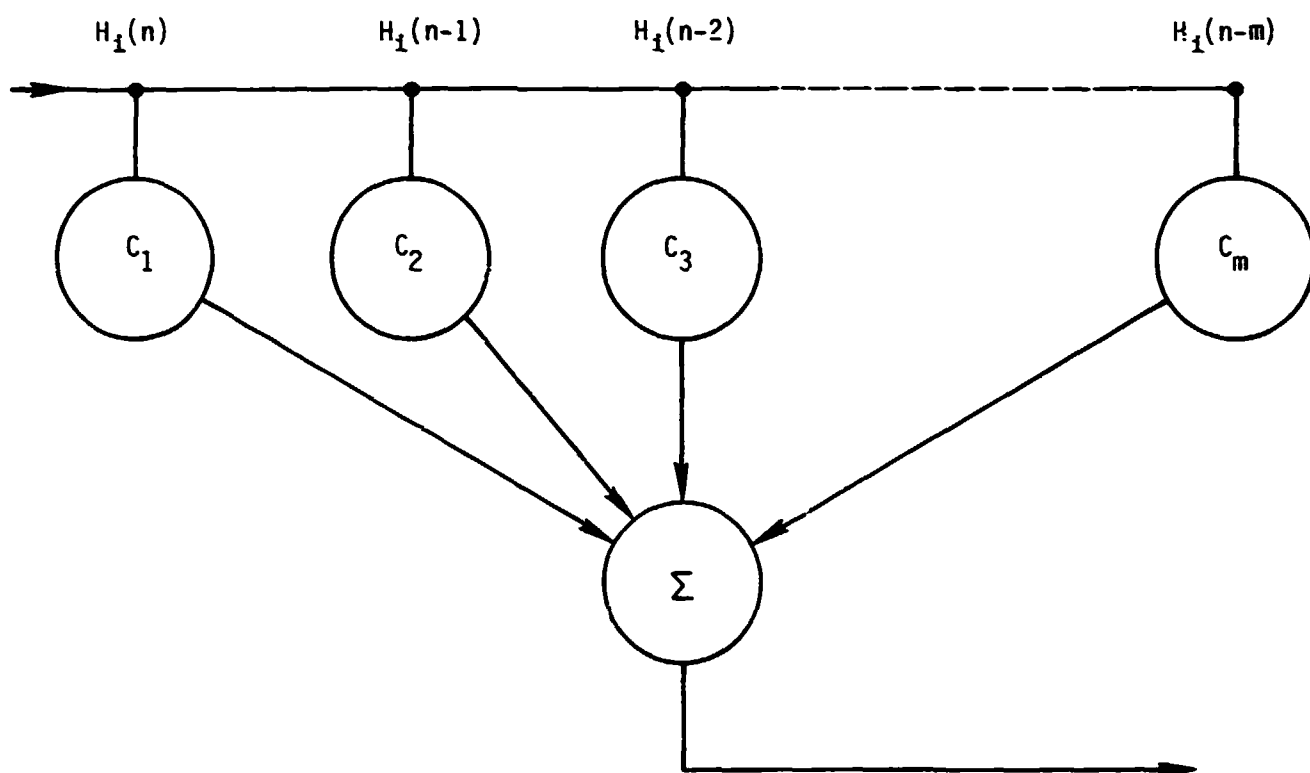 H_i(n) H_i(n-1) H_i(n-2) H_i(n-m)
C_1 C_2 C_3 C_m
Σ